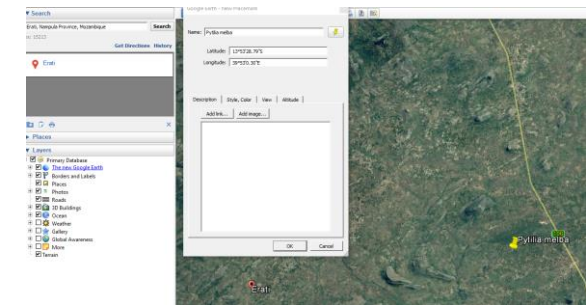 Search
Google Earth - New Placemark
Erati, Nampula Province, Mozambique
Search
Get Directions History
Erati
Name: Pytilia melba
Latitude:
Longitude:
Description
Style, Color
View
Altitude
Add link...
Add image...
Places
Layers
Primary Database
The new Google Earth
Borders and Labels
Places
Photos
Roads
3D Buildings
Ocean
Weather
Gallery
Global Awareness
More
Terrain
OK
Cancel
Pytilia melba
Erati